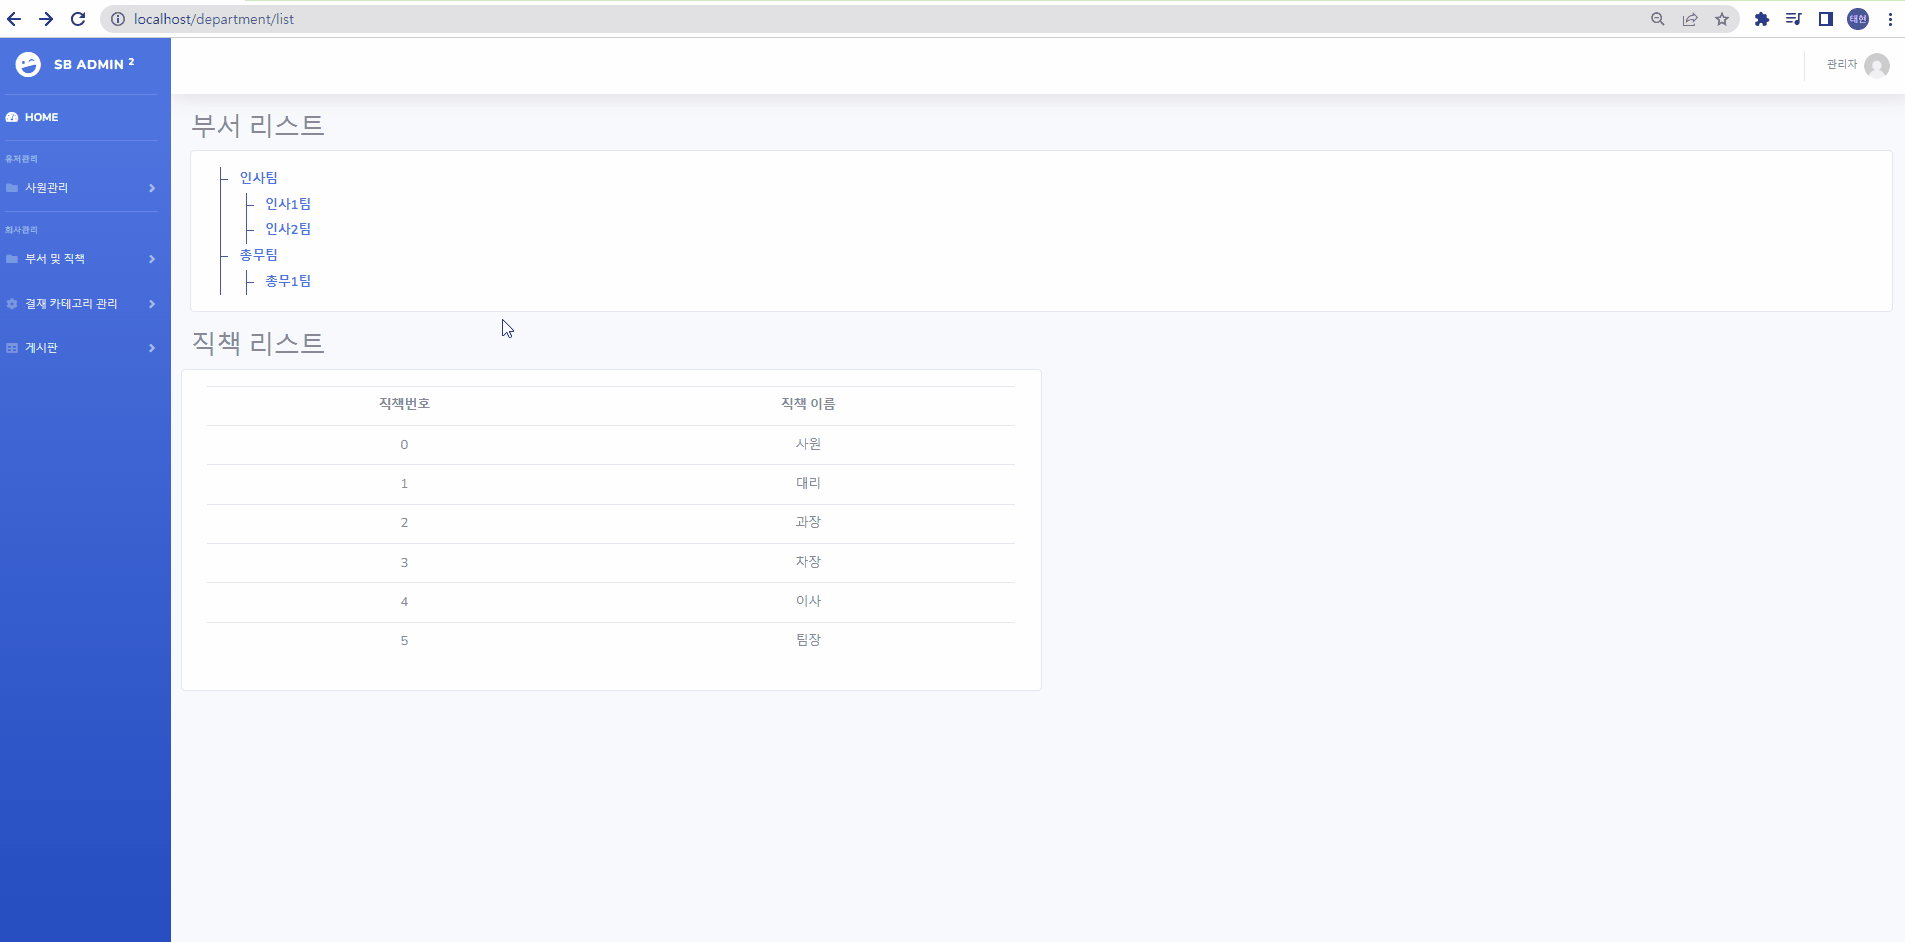 localhost/department/list
태현
SB ADMIN 2
관리자
HOME
유저관리
사원관리
회사관리
부서 및 직책
결재 카테고리 관리
게시판
부서 리스트
인사팀
인사1팀
인사2팀
총무팀
총무1팀
직책 리스트
직책번호 직책 이름
0 사원
1 대리
2 과장
3 차장
4 이사
5 팀장